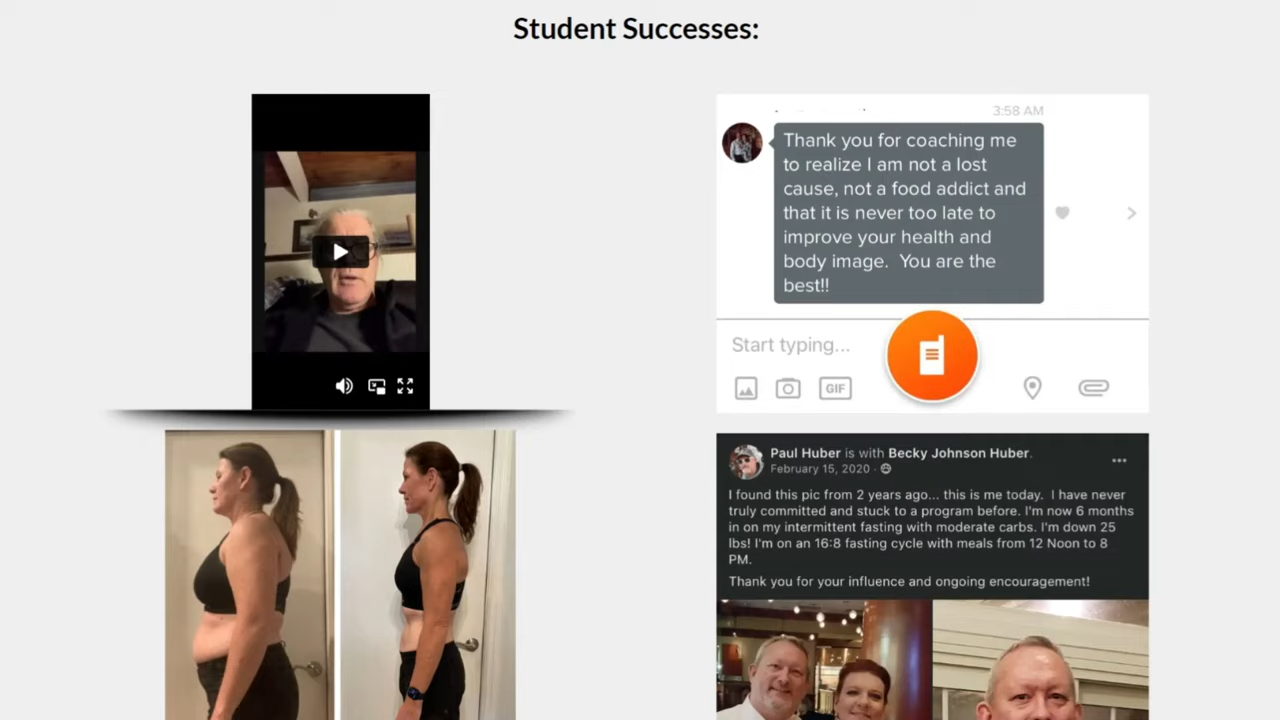 Student Successes:
3:58 AM
Thank you for coaching me
to realize I am not a lost
cause, not a food addict and
that it is never too late to
improve your health and
body image.  You are the
best!!
Start typing...
GIF
Paul Huber is with Becky Johnson Huber.
February 15, 2020 ·
I found this pic from 2 years ago... this is me today.  I have never
truly committed and stuck to a program before. I'm now 6 months
in on my intermittent fasting with moderate carbs. I'm down 25
lbs! I'm on an 16:8 fasting cycle with meals from 12 Noon to 8
PM.
Thank you for your influence and ongoing encouragement!